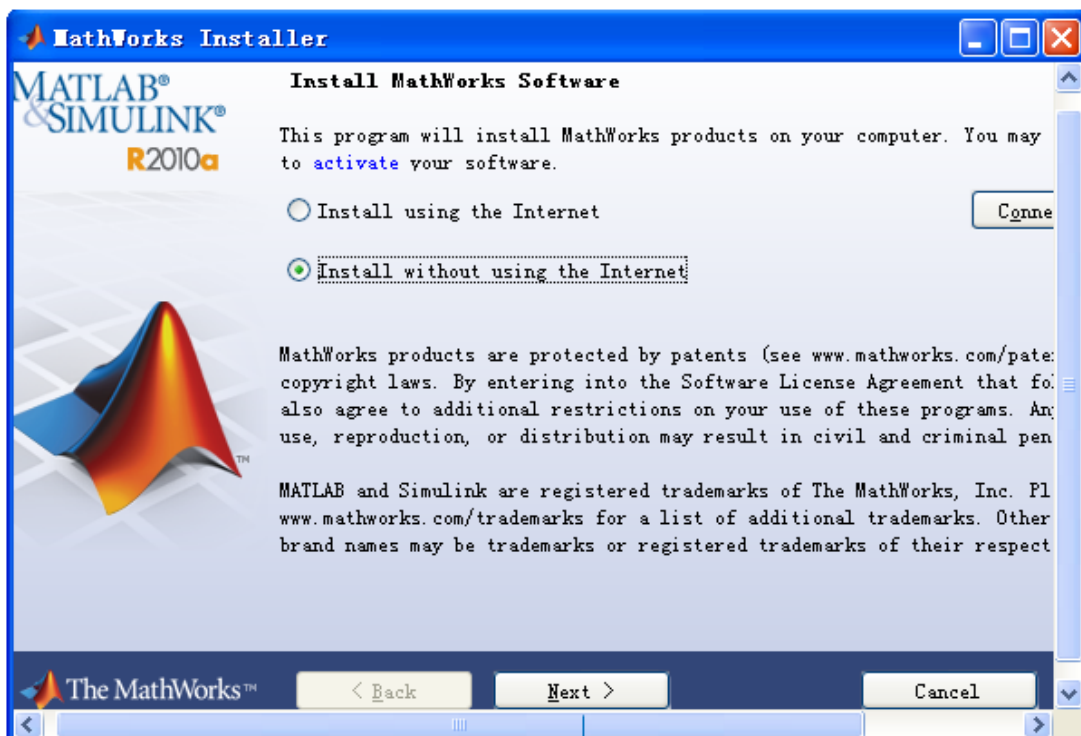 MathWorks Installer
MATLAB®
&SIMULINK®
R2010a
Install MathWorks Software
This program will install MathWorks products on your computer. You may
to activate your software.
Install using the Internet
Install without using the Internet
MathWorks products are protected by patents (see www.mathworks.com/pate
copyright laws. By entering into the Software License Agreement that fol
also agree to additional restrictions on your use of these programs. Any
use, reproduction, or distribution may result in civil and criminal pen
MATLAB and Simulink are registered trademarks of The MathWorks, Inc. Pl
www.mathworks.com/trademarks for a list of additional trademarks. Other
brand names may be trademarks or registered trademarks of their respect
Conne
TM
The MathWorks™
< Back
Next >
Cancel